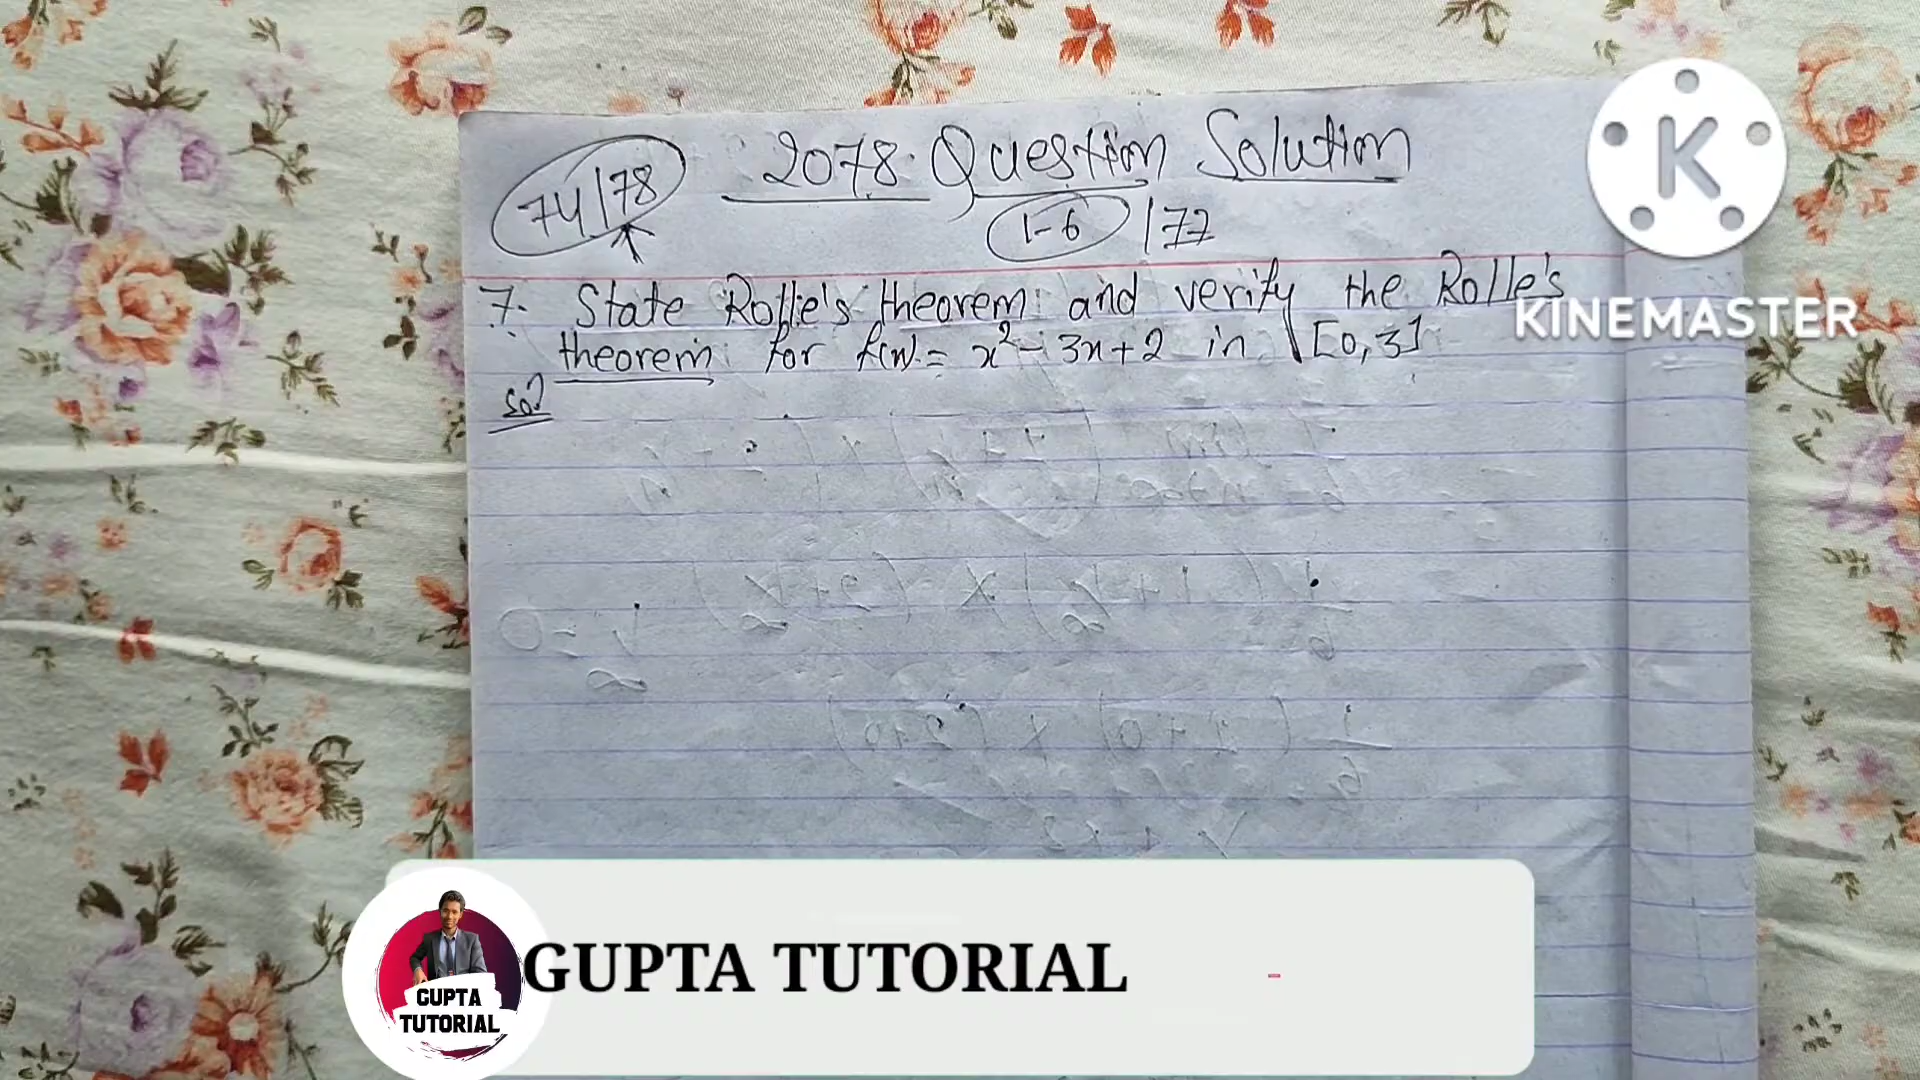 74/78
2078 Question Solution
1-6 /77
7. State Rolle's theorem and verify the Rolle's
theorem for f(x) = x² - 3x + 2 in [0,3]
Sol
K
KINEMASTER
GUPTA TUTORIAL
GUPTA
TUTORIAL